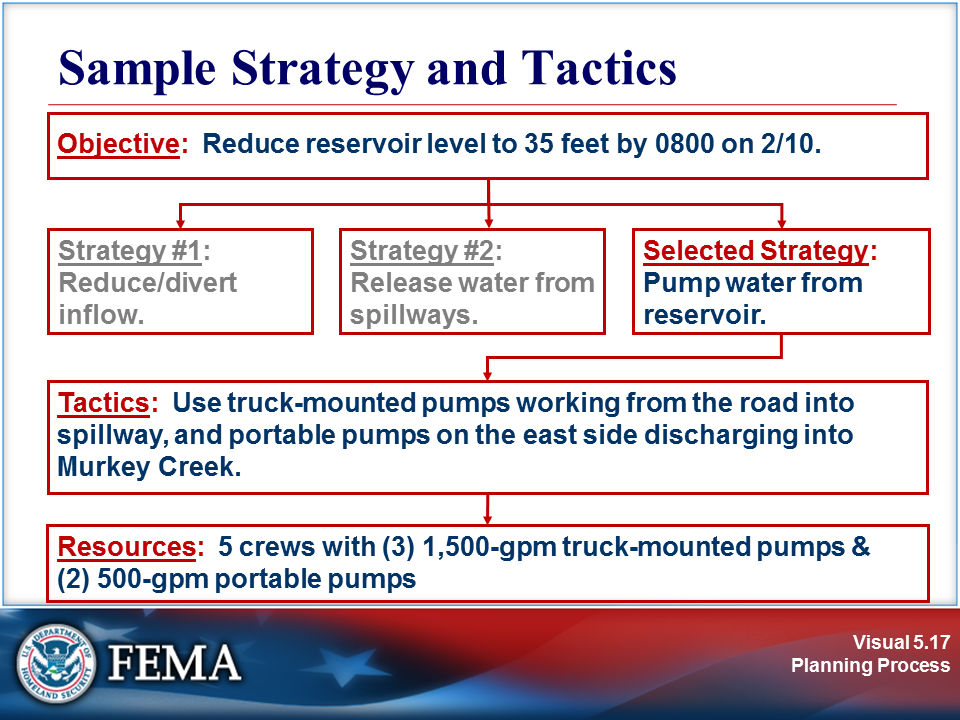 Sample Strategy and Tactics
Objective:  Reduce reservoir level to 35 feet by 0800 on 2/10.
Strategy #1:
Reduce/divert
inflow.
Strategy #2:
Release water from
spillways.
Selected Strategy:
Pump water from
reservoir.
Tactics:  Use truck-mounted pumps working from the road into
spillway, and portable pumps on the east side discharging into
Murkey Creek.
Resources:  5 crews with (3) 1,500-gpm truck-mounted pumps &
(2) 500-gpm portable pumps
U.S. DEPARTMENT OF
HOMELAND SECURITY
FEMA
Visual 5.17
Planning Process